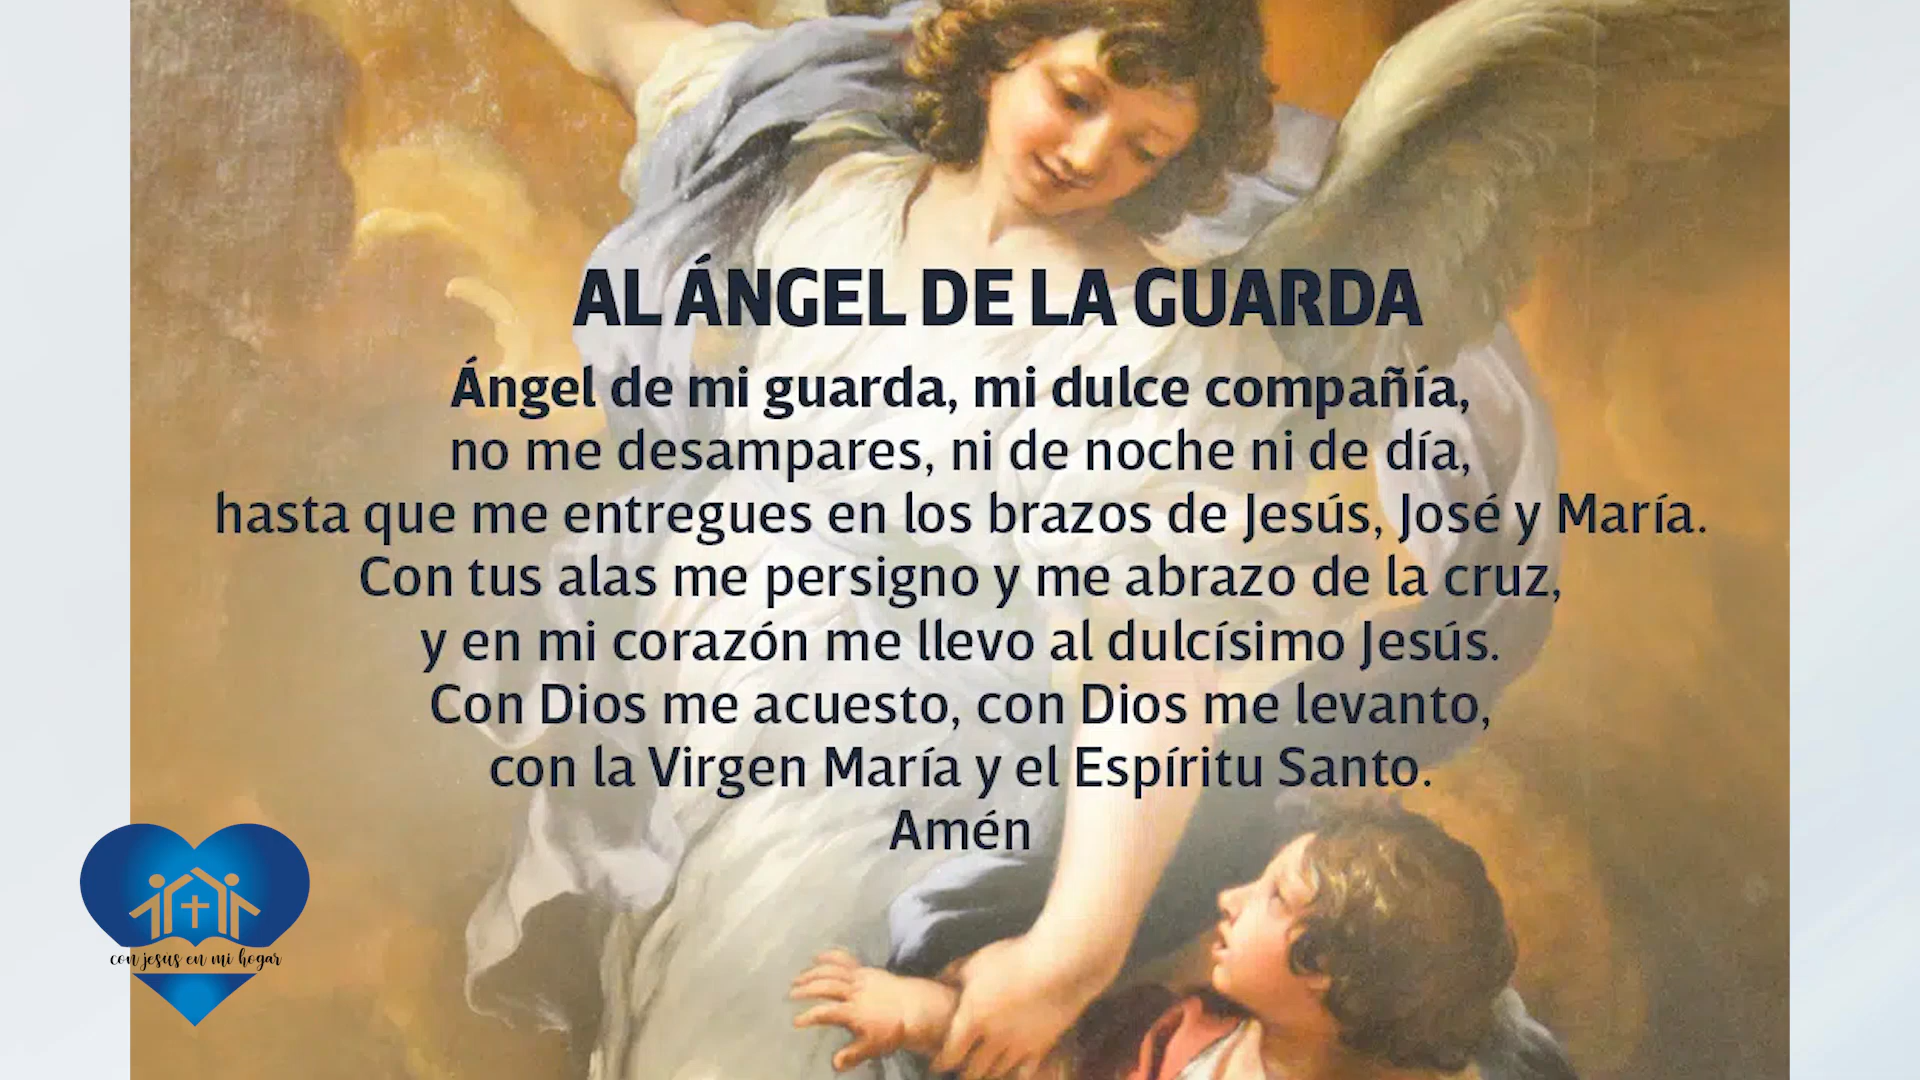 AL ÁNGEL DE LA GUARDA
Ángel de mi guarda, mi dulce compañía,
no me desampares, ni de noche ni de día,
hasta que me entregues en los brazos de Jesús, José y María.
Con tus alas me persigno y me abrazo de la cruz,
y en mi corazón me llevo al dulcísimo Jesús.
Con Dios me acuesto, con Dios me levanto,
con la Virgen María y el Espíritu Santo.
Amén
con jesus en mi hogar